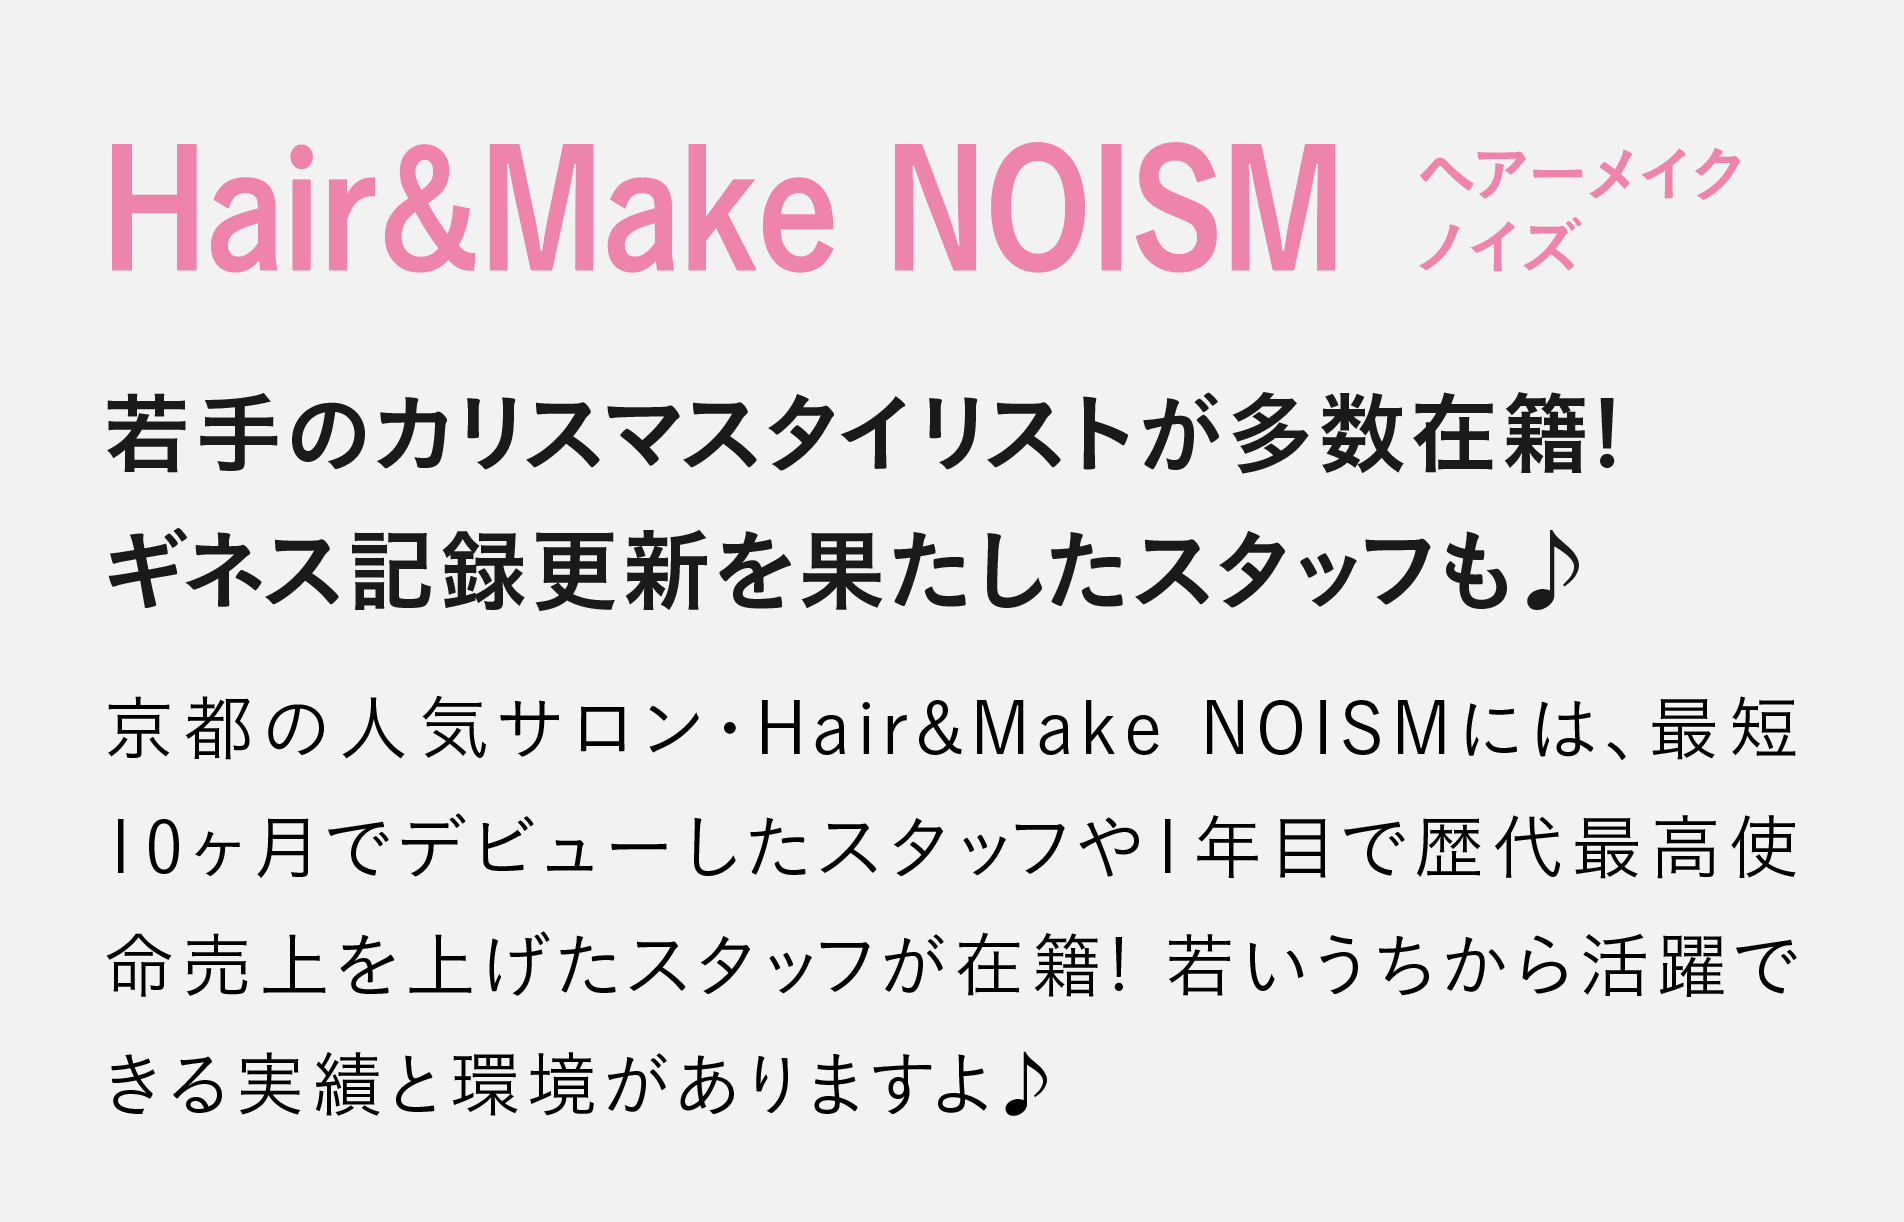 Hair&Make NOISM
ヘアーメイク
ノイズ
若手のカリスマスタイリストが多数在籍!
ギネス記録更新を果たしたスタッフも♪
京都の人気サロン・Hair&Make NOISMには、最短
10ヶ月でデビューしたスタッフや1年目で歴代最高使
命売上を上げたスタッフが在籍! 若いうちから活躍で
きる実績と環境がありますよ♪